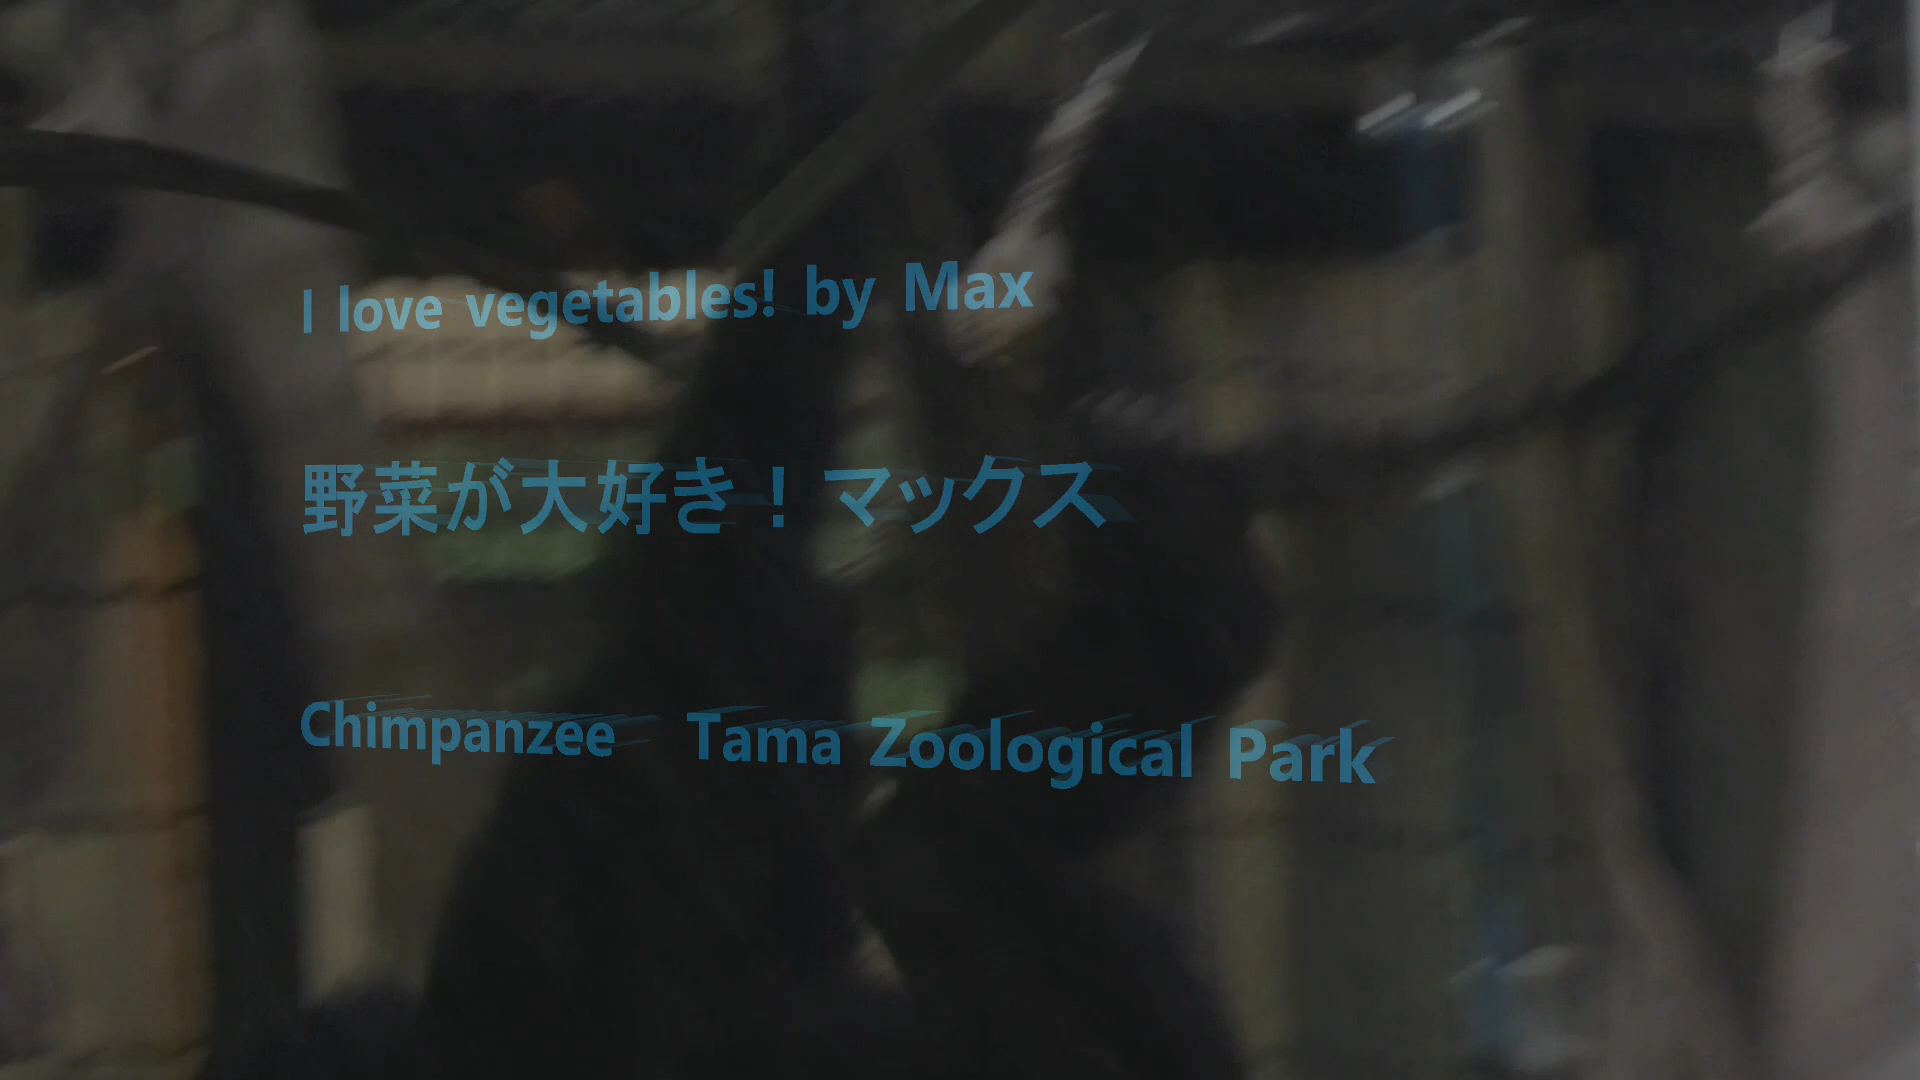 I love vegetables! by Max
野菜が大好き！マックス
Chimpanzee Tama Zoological Park